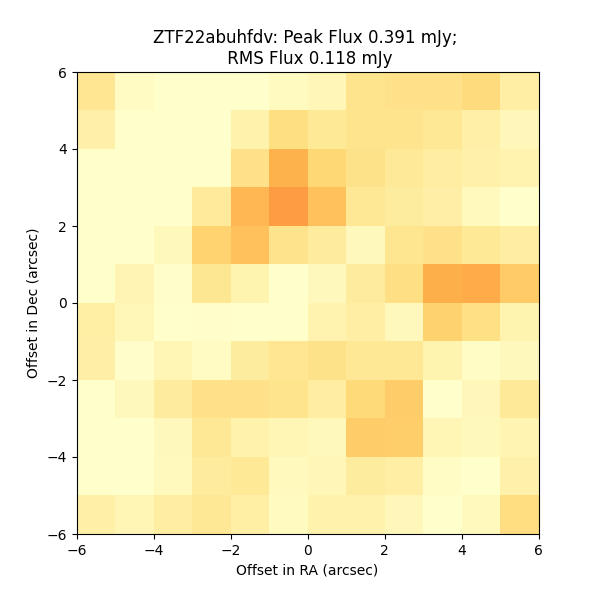 ZTF22abuhfdv: Peak Flux 0.391 mJy;
RMS Flux 0.118 mJy
6
4
2
0
−2
−4
−6
Offset in Dec (arcsec)
−6 −4 −2 0 2 4 6
Offset in RA (arcsec)